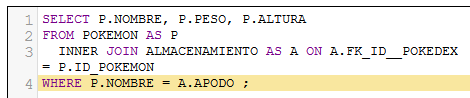 1 SELECT P.NOMBRE, P.PESO, P.ALTURA
2 FROM POKEMON AS P
3 INNER JOIN ALMACENAMIENTO AS A ON A.FK_ID__POKEDEX
= P.ID_POKEMON
4 WHERE P.NOMBRE = A.APODO ;